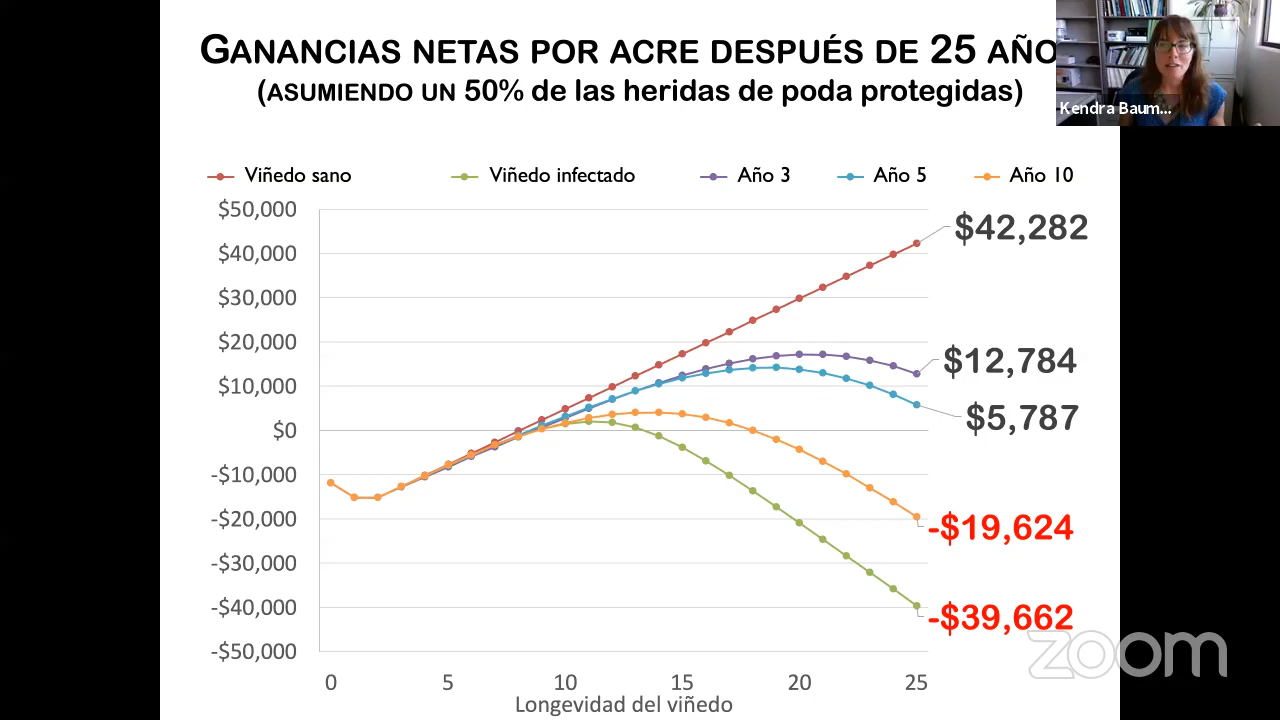 GANANCIAS NETAS POR ACRE DESPUÉS DE 25 AÑO
(ASUMIENDO UN 50% de las heridas de poda protegidas)
Kendra Baum...
Viñedo sano
Viñedo infectado
Año 3
Año 5
Año 10
$50,000
$40,000
$30,000
$20,000
$10,000
$0
-$10,000
-$20,000
-$30,000
-$40,000
-$50,000
$42,282
$12,784
$5,787
-$19,624
-$39,662
0 5 10 15 20 25
Longevidad del viñedo
zoom